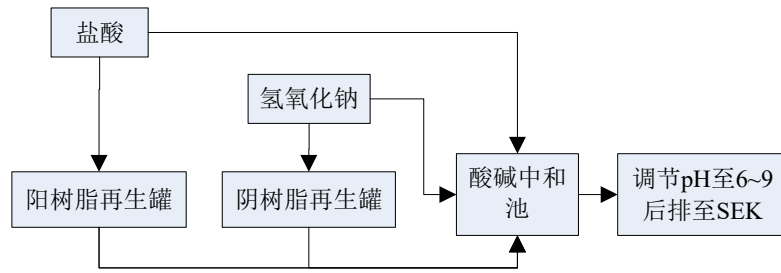 盐酸
氢氧化钠
阳树脂再生罐
阴树脂再生罐
酸碱中和
池
调节pH至6~9
后排至SEK